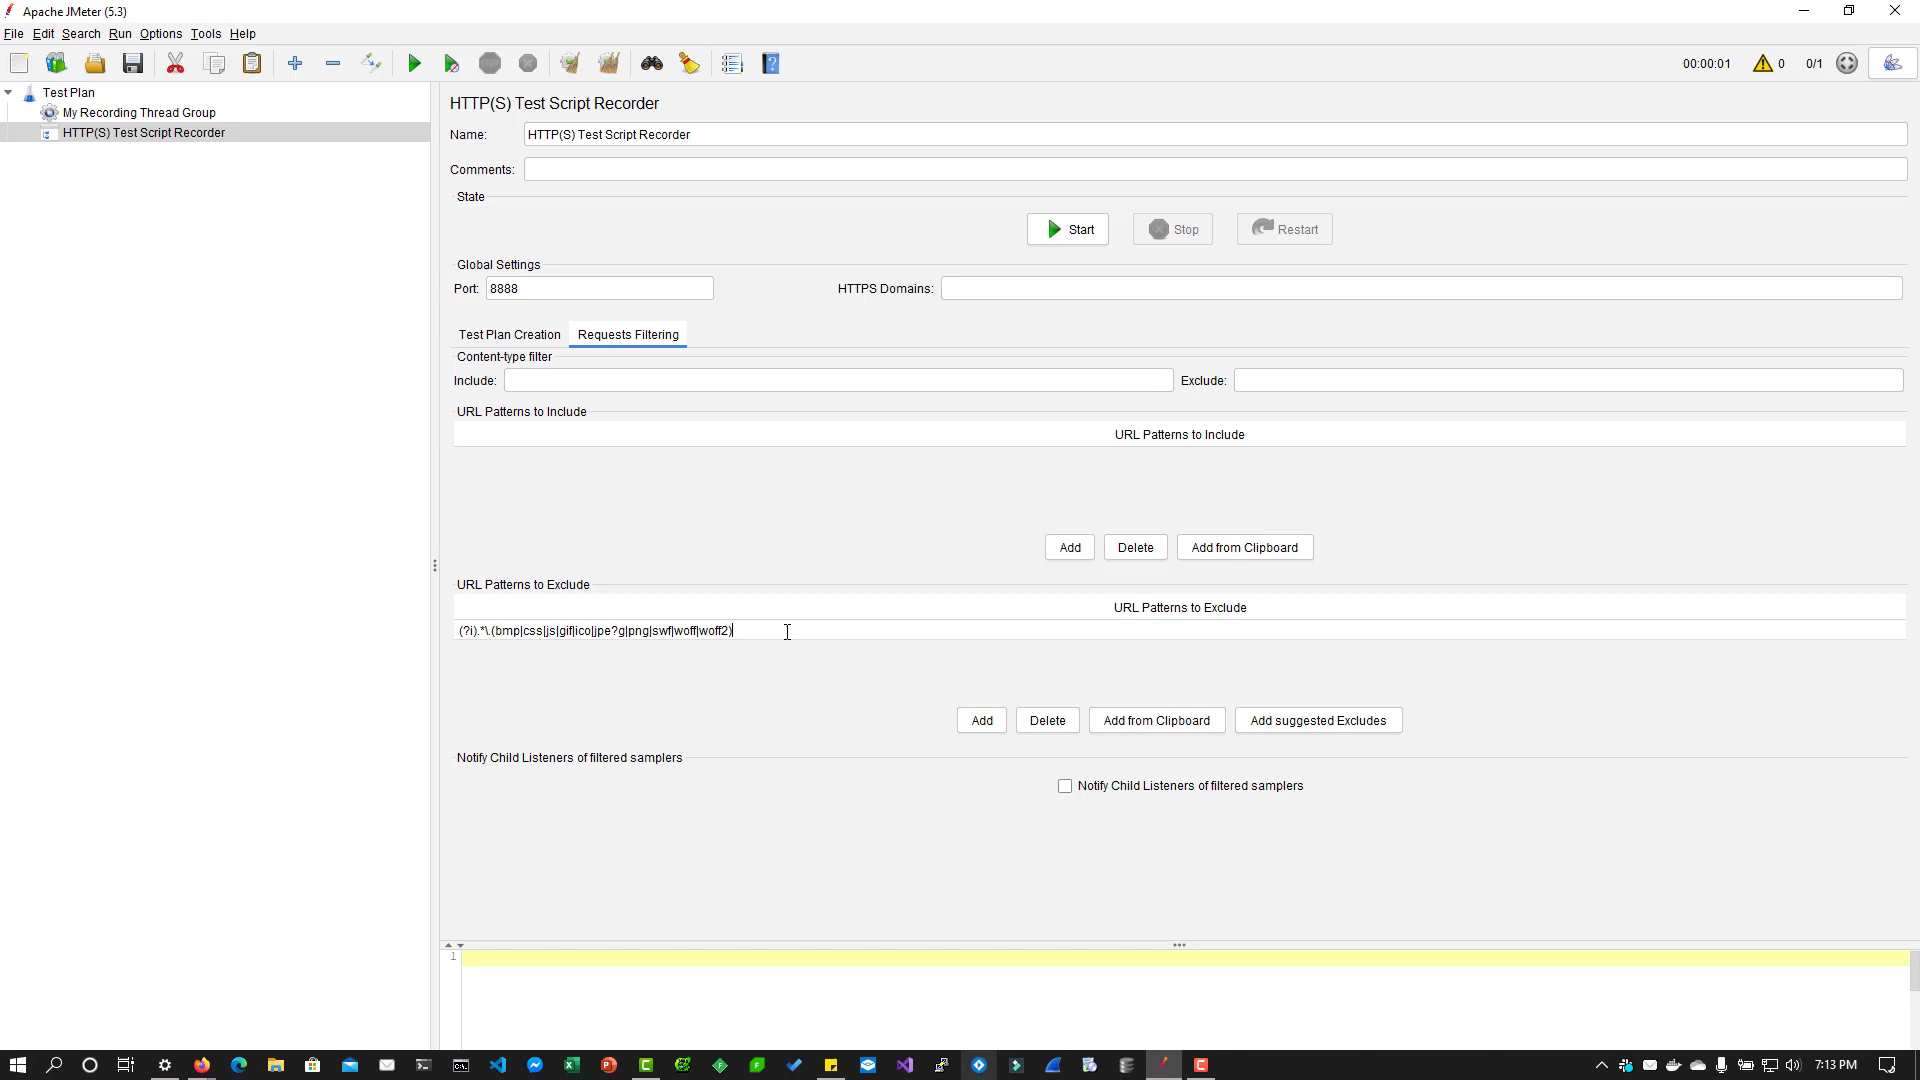 Apache JMeter (5.3)
File Edit Search Run Options Tools Help
00:00:01 0 0/1
Test Plan
My Recording Thread Group
HTTP(S) Test Script Recorder
HTTP(S) Test Script Recorder
Name: HTTP(S) Test Script Recorder
Comments:
State
Start Stop Restart
Global Settings
Port: 8888 HTTPS Domains:
Test Plan Creation Requests Filtering
Content-type filter
Include: Exclude:
URL Patterns to Include
URL Patterns to Include
Add Delete Add from Clipboard
URL Patterns to Exclude
URL Patterns to Exclude
(?i).*\.(bmp|css|js|gif|ico|jpe?g|png|swf|woff|woff2)
Add Delete Add from Clipboard Add suggested Excludes
Notify Child Listeners of filtered samplers
Notify Child Listeners of filtered samplers
1
7:13 PM